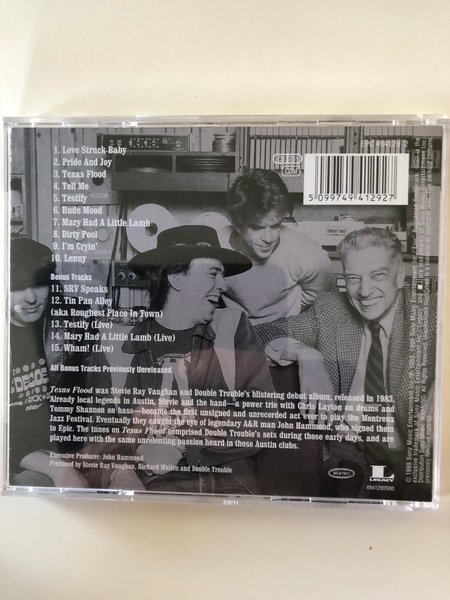 EPC 494129 2
1. Love Struck Baby
2. Pride And Joy
3. Texas Flood
4. Tell Me
5. Testify
6. Rude Mood
7. Mary Had A Little Lamb
8. Dirty Pool
9. I'm Cryin'
10. Lenny
Bonus Tracks
11. SRV Speaks
12. Tin Pan Alley
(aka Roughest Place In Town)
13. Testify (Live)
14. Mary Had A Little Lamb (Live)
15. Wham! (Live)
All Bonus Tracks Previously Unreleased
5 099749 412927
Texas Flood was Stevie Ray Vaughan and Double Trouble's blistering debut album, released in 1983.
Already local legends in Austin, Stevie and the band—a power trio with Chris Layton on drums and
Tommy Shannon on bass—became the first unsigned and unrecorded act ever to play the Montreux
Jazz Festival. Eventually they caught the eye of legendary A&R man John Hammond, who signed them
to Epic. The tunes on Texas Flood comprised Double Trouble's sets during those early days, and are
played here with the same unrelenting passion heard in those Austin clubs.
Executive Producer: John Hammond
Produced by Stevie Ray Vaughan, Richard Mullen and Double Trouble
EPIC
L
LEGACY
4941292000